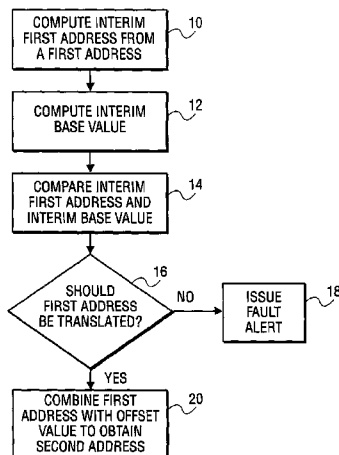 COMPUTE INTERIM
FIRST ADDRESS FROM
A FIRST ADDRESS
10
COMPUTE INTERIM
BASE VALUE
12
COMPARE INTERIM
FIRST ADDRESS AND
INTERIM BASE VALUE
14
SHOULD
FIRST ADDRESS
BE TRANSLATED?
16
NO
ISSUE
FAULT
ALERT
18
YES
COMBINE FIRST
ADDRESS WITH OFFSET
VALUE TO OBTAIN
SECOND ADDRESS
20